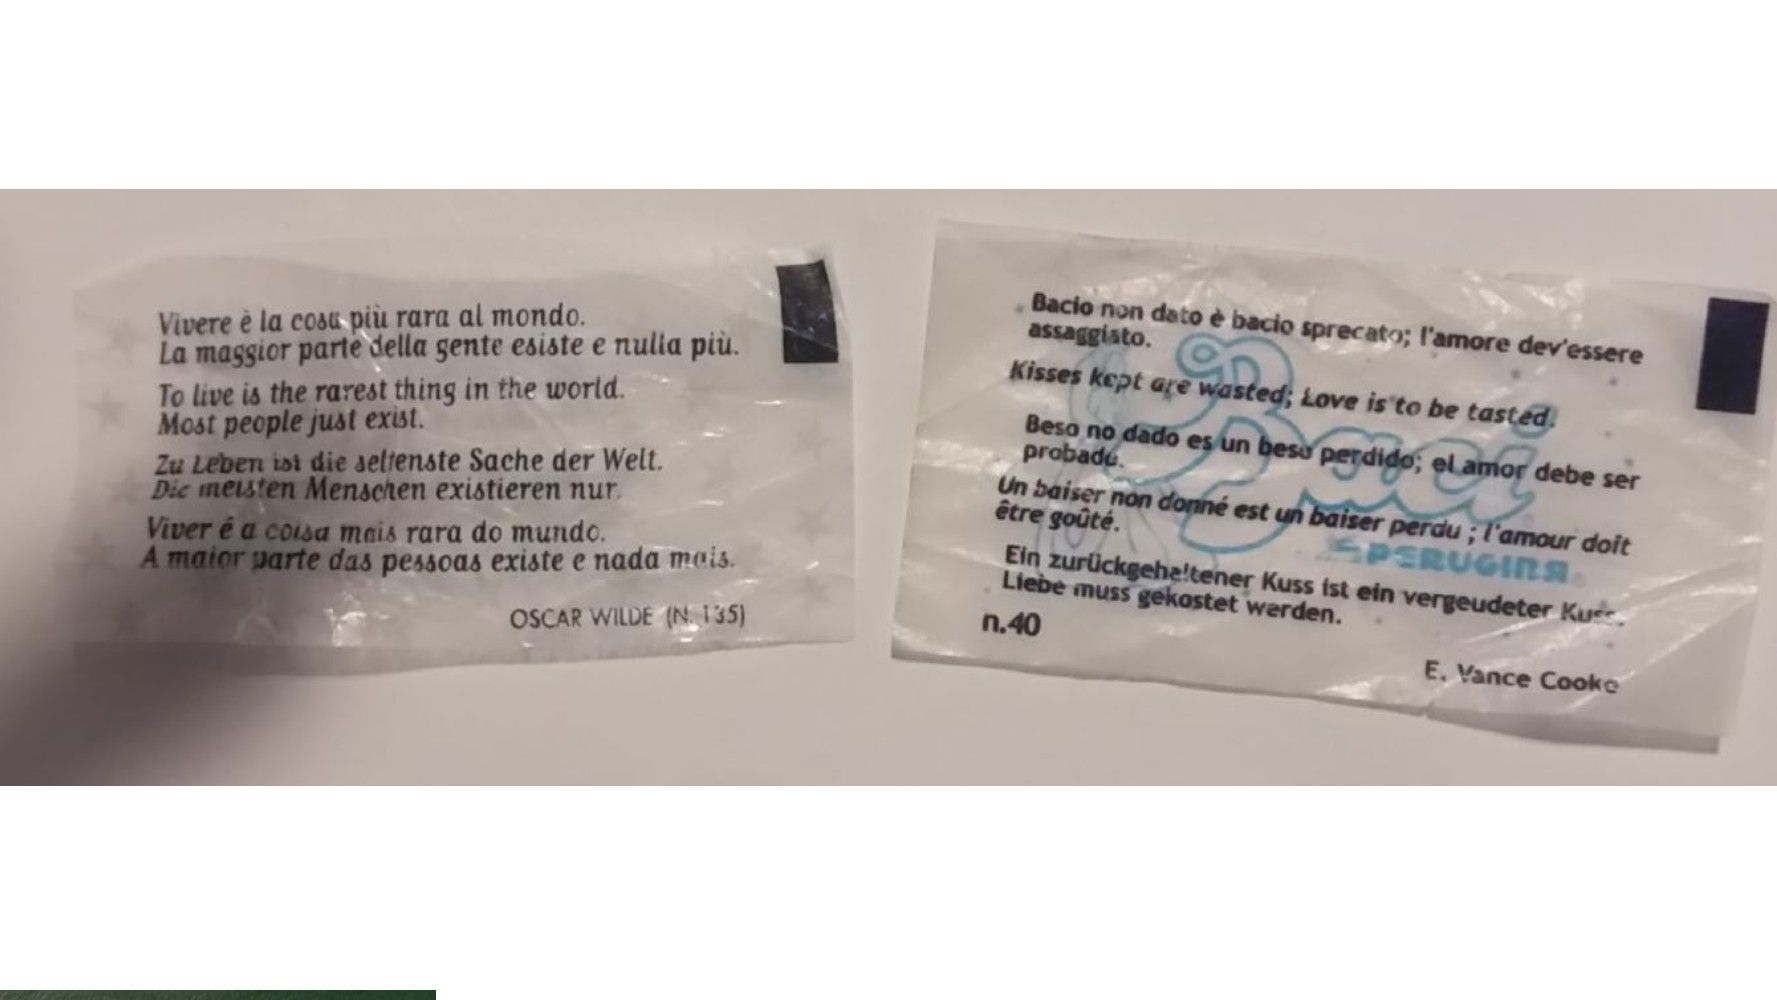 Vivere è la cosa più rara al mondo.
La maggior parte della gente esiste e nulla più.
To live is the rarest thing in the world.
Most people just exist.
Zu Leben ist die seltenste Sache der Welt.
Die meisten Menschen existieren nur.
Viver é a coisa mais rara do mundo.
A maior parte das pessoas existe e nada mais.
OSCAR WILDE (N. 135)
Bacio non dato è bacio sprecato; l'amore dev'essere
assaggiato.
Kisses kept are wasted; Love is to be tasted.
Beso no dado es un beso perdido; el amor debe ser
probado.
Un baiser non donné est un baiser perdu ; l'amour doit
être goûté.
Ein zurückgehaltener Kuss ist ein vergeudeter Kuss.
Liebe muss gekostet werden.
n.40
E. Vance Cooke
Baci
PERUGINA